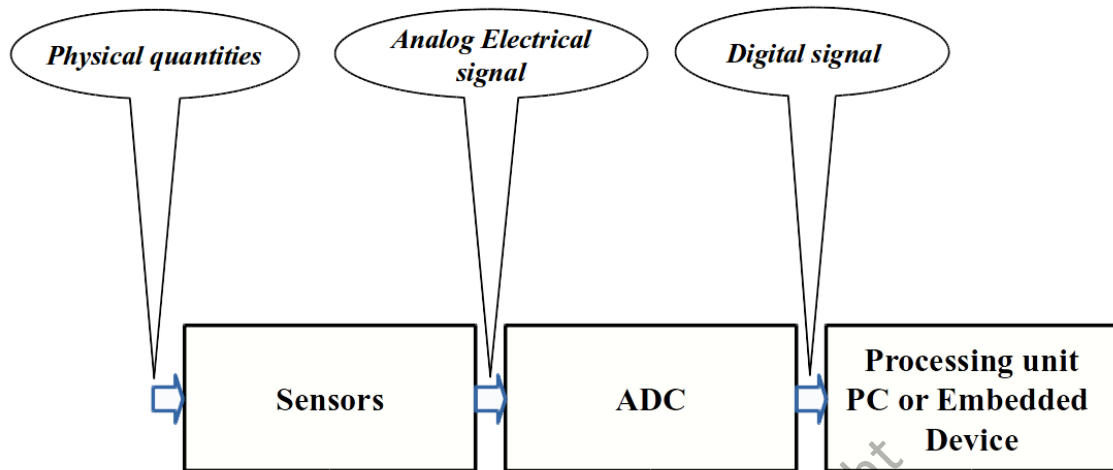 Physical quantities
Analog Electrical
signal
Digital signal
Sensors
ADC
Processing unit
PC or Embedded
Device